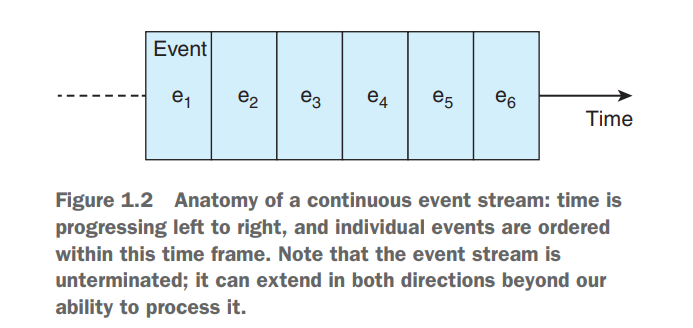 Event
e₁ e₂ e₃ e₄ e₅ e₆
Time
Figure 1.2 Anatomy of a continuous event stream: time is
progressing left to right, and individual events are ordered
within this time frame. Note that the event stream is
unterminated; it can extend in both directions beyond our
ability to process it.